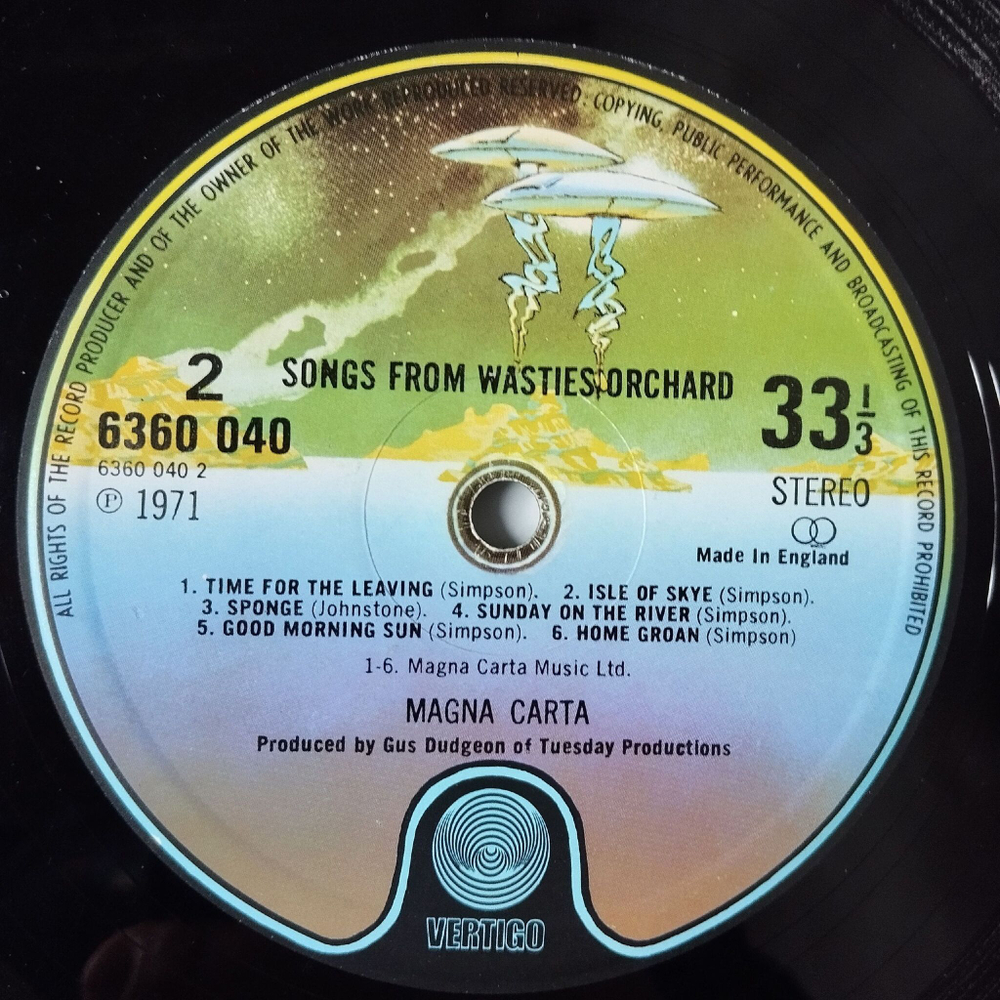 ALL RIGHTS OF THE RECORD PRODUCER AND OF THE OWNER OF THE WORK REPRODUCED RESERVED. COPYING, PUBLIC PERFORMANCE AND BROADCASTING OF THIS RECORD PROHIBITED
2
SONGS FROM WASTIES ORCHARD
33 1/3
6360 040
6360 040 2
STEREO
Ⓟ 1971
Made In England
1. TIME FOR THE LEAVING (Simpson). 2. ISLE OF SKYE (Simpson).
3. SPONGE (Johnstone). 4. SUNDAY ON THE RIVER (Simpson).
5. GOOD MORNING SUN (Simpson). 6. HOME GROAN (Simpson)
1-6. Magna Carta Music Ltd.
MAGNA CARTA
Produced by Gus Dudgeon of Tuesday Productions
VERTIGO